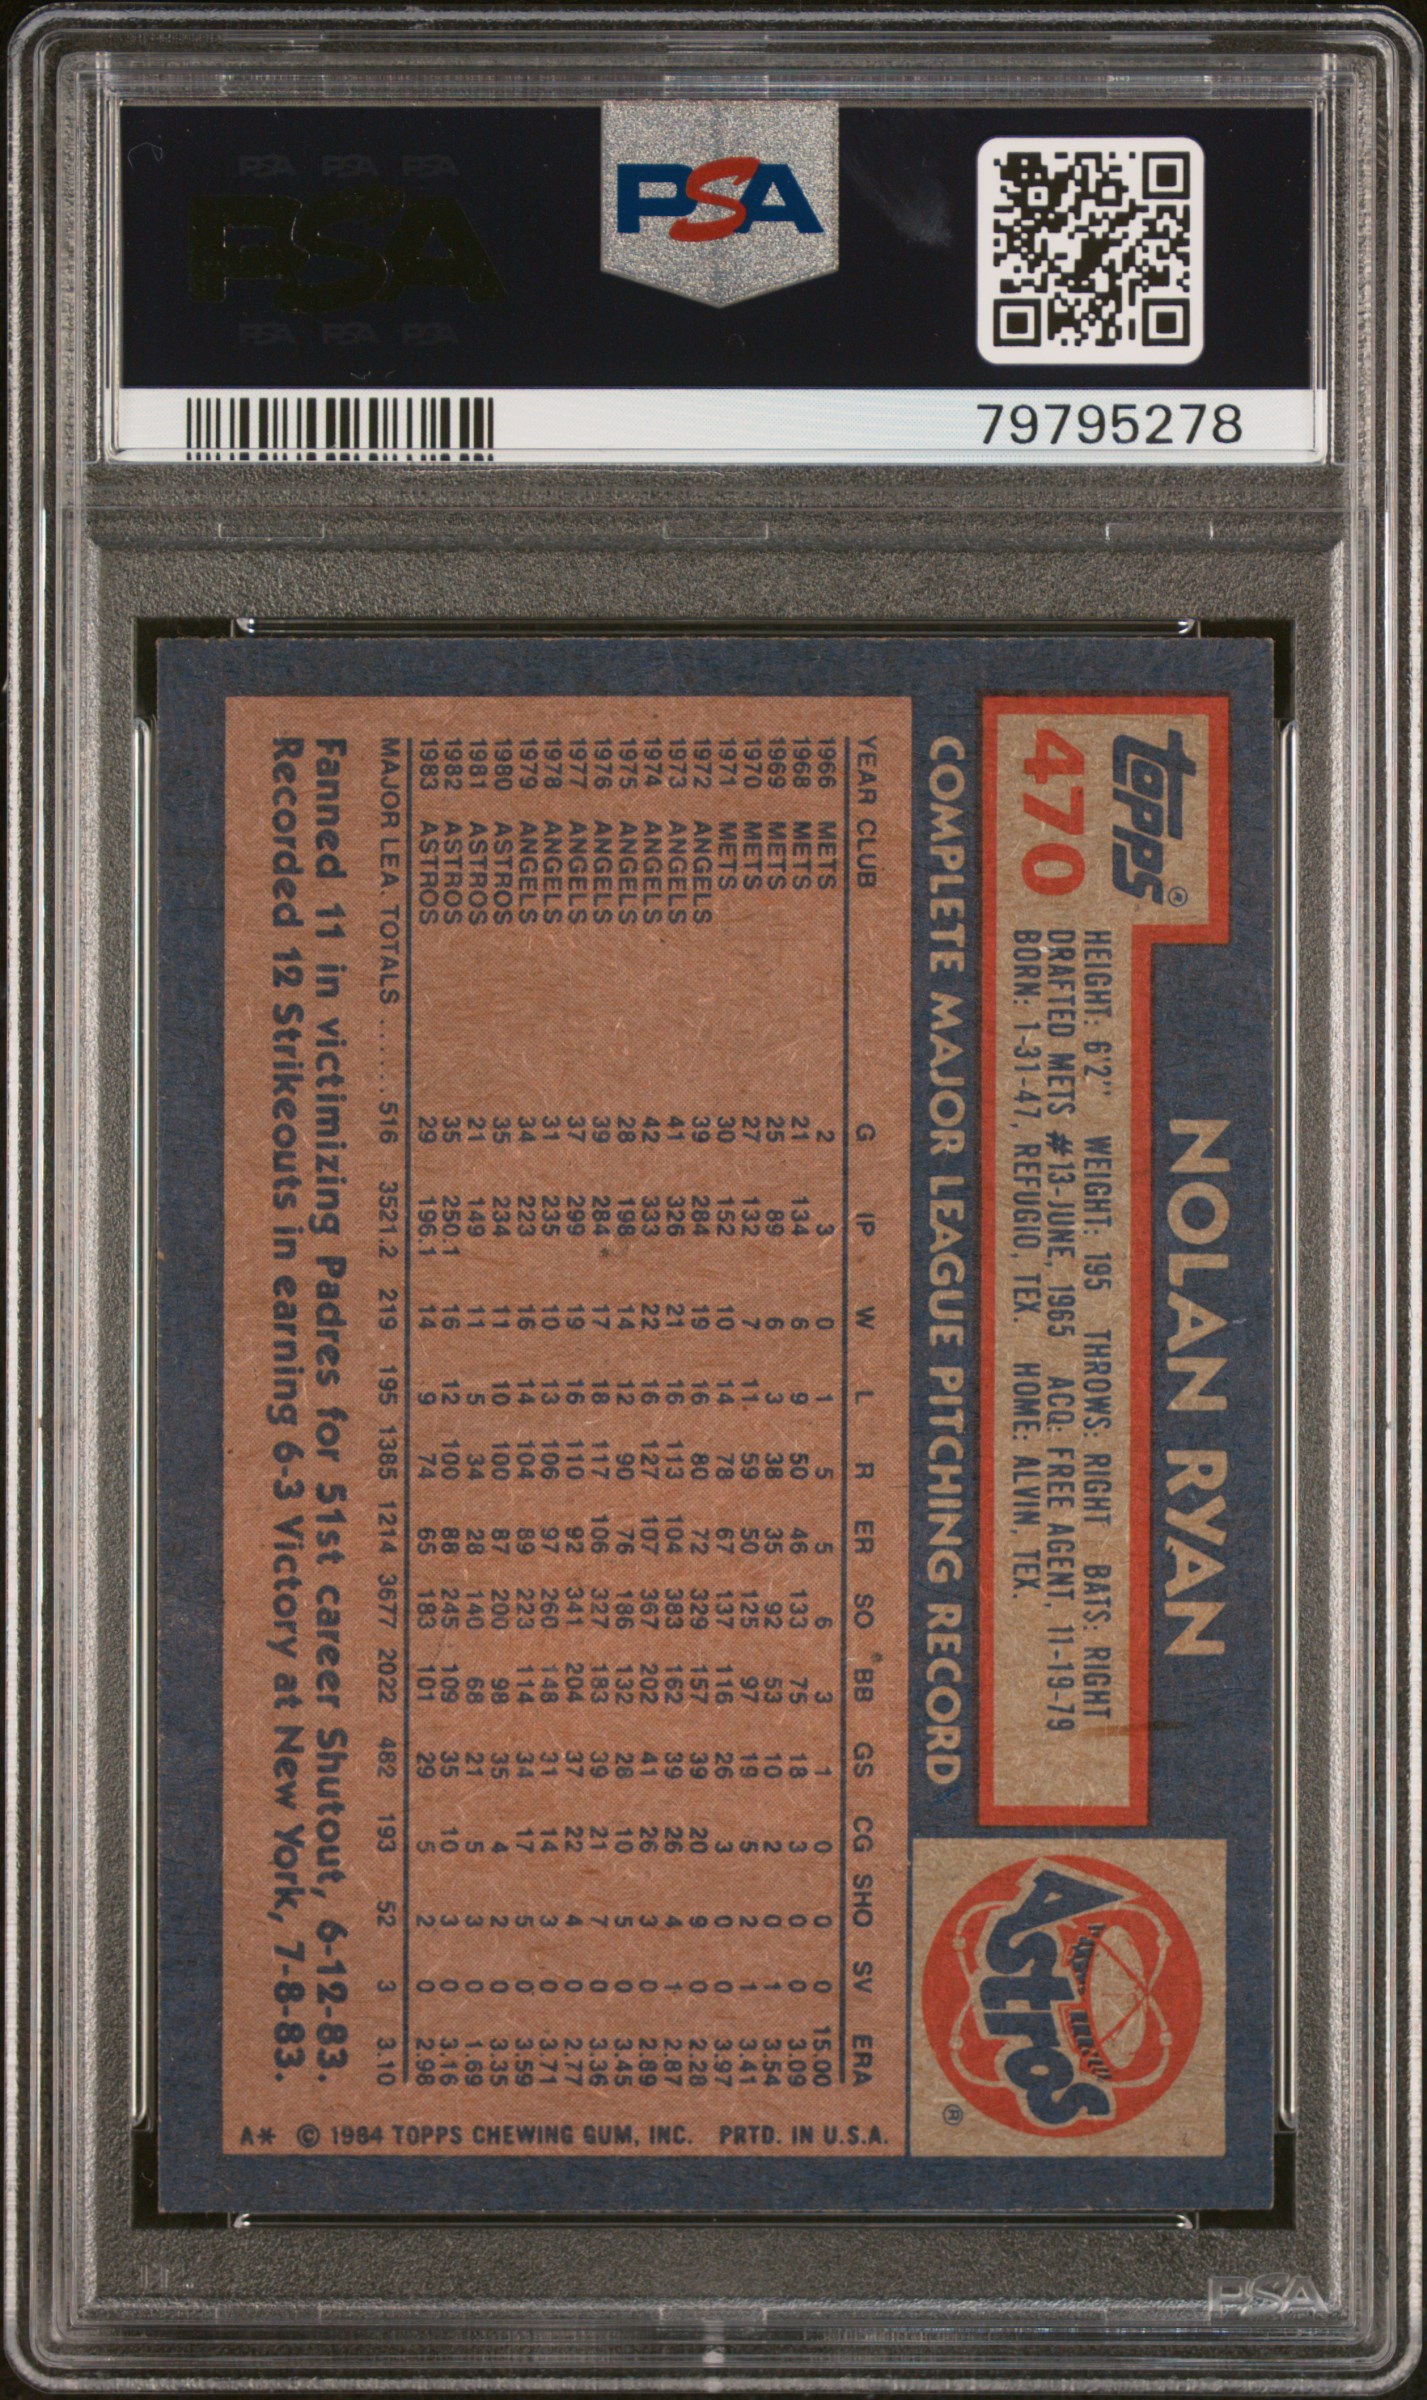 PSA PSA PSA
PSA
PSA PSA PSA
PSA
79795278
topps®
470
NOLAN RYAN
HEIGHT: 6'2" WEIGHT: 195 THROWS: RIGHT BATS: RIGHT
DRAFTED METS #13-JUNE, 1965 ACQ: FREE AGENT, 11-19-79
BORN: 1-31-47, REFUGIO, TEX. HOME: ALVIN, TEX.
Astros ®
COMPLETE MAJOR LEAGUE PITCHING RECORD
YEAR CLUB G IP W L R ER SO BB GS CG SHO SV ERA
1966 METS 2 3 0 1 5 5 6 3 1 0 0 0 15.00
1968 METS 21 134 6 9 50 46 133 75 18 3 0 0 3.09
1969 METS 25 89 6 3 38 35 92 53 10 2 0 1 3.54
1970 METS 27 132 7 11 59 50 125 97 19 5 2 1 3.41
1971 METS 30 152 10 14 78 67 137 116 26 3 0 0 3.97
1972 ANGELS 39 284 19 16 80 72 329 157 39 20 9 0 2.28
1973 ANGELS 41 326 21 16 113 104 383 162 39 26 4 1 2.87
1974 ANGELS 42 333 22 16 127 107 367 202 41 26 3 0 2.89
1975 ANGELS 28 198 14 12 90 76 186 132 28 10 5 0 3.45
1976 ANGELS 39 284 17 18 117 106 327 183 39 21 7 0 3.36
1977 ANGELS 37 299 19 16 110 92 341 204 37 22 4 0 2.77
1978 ANGELS 31 235 10 13 106 97 260 148 31 14 3 0 3.71
1979 ANGELS 34 223 16 14 104 89 223 114 34 17 5 0 3.59
1980 ASTROS 35 234 11 10 100 87 200 98 35 4 2 0 3.35
1981 ASTROS 21 149 11 5 34 28 140 68 21 5 3 0 1.69
1982 ASTROS 35 250.1 16 12 100 88 245 109 35 10 3 0 3.16
1983 ASTROS 29 196.1 14 9 74 65 183 101 29 5 2 0 2.98
MAJOR LEA. TOTALS ...... 516 3521.2 219 195 1385 1214 3677 2022 482 193 52 3 3.10
Fanned 11 in victimizing Padres for 51st career Shutout, 6-12-83.
Recorded 12 Strikeouts in earning 6-3 Victory at New York, 7-8-83.
A* © 1984 TOPPS CHEWING GUM, INC. PRTD. IN U.S.A.
PSA